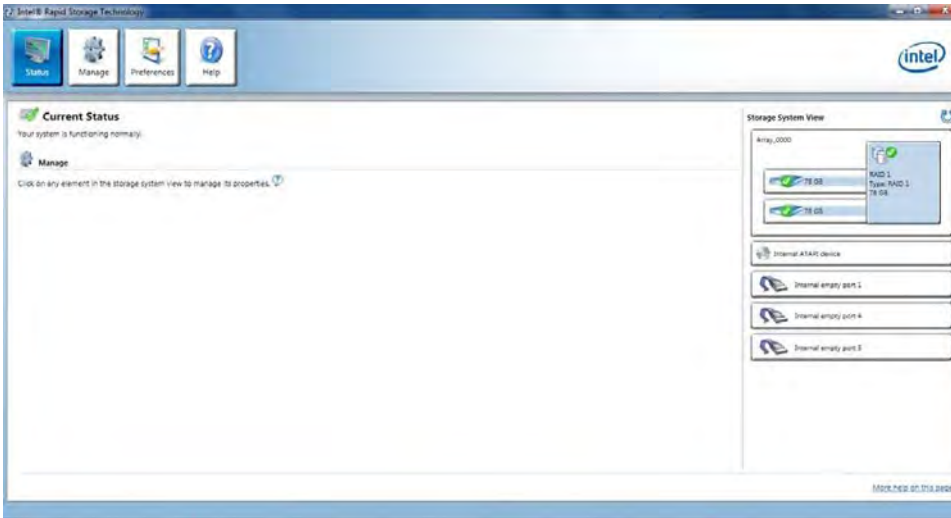 Intel® Rapid Storage Technology
Status
Manage
Preferences
Help
intel
Current Status
Your system is functioning normally.
Manage
Click on any element in the storage system view to manage its properties.
Storage System View
Array_0000
78 GB
78 GB
RAID 1
Type: RAID 1
78 GB
Internal ATAPI device
Internal empty port 1
Internal empty port 4
Internal empty port 5
More help on this page